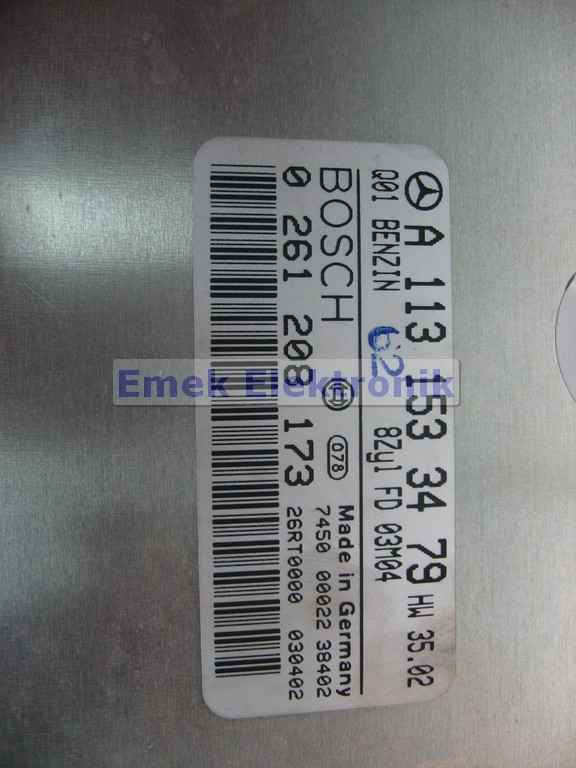 A 113 153 34 79 HW 35.02
Q01 BENZIN 62 8Zyl FD 03M04
BOSCH 078 Made in Germany
7450 00022 38402
0 261 208 173 26RT0000 030402
Emek Elektronik